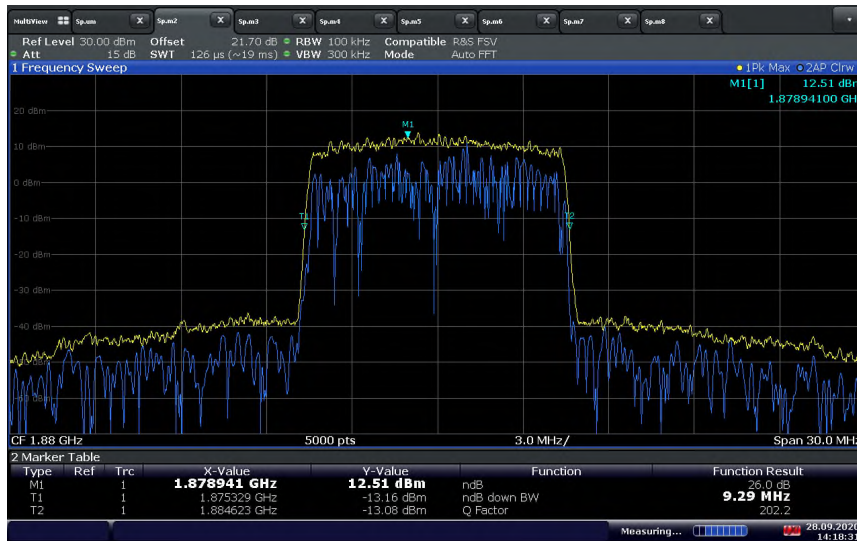 MultiView Sp.um X Sp.m2 X Sp.m3 X Sp.m4 X Sp.m5 X Sp.m6 X Sp.m7 X Sp.m8 X
Ref Level 30.00 dBm Offset 21.70 dB RBW 100 kHz Compatible R&S FSV
Att 15 dB SWT 126 µs (~19 ms) VBW 300 kHz Mode Auto FFT
1 Frequency Sweep 1Pk Max 2AP Clrw
M1[1] 12.51 dBm
1.87894100 GH
20 dBm
M1
10 dBm
0 dBm
-10 dBm
T1 T2
-20 dBm
-30 dBm
-40 dBm
CF 1.88 GHz 5000 pts 3.0 MHz/ Span 30.0 MHz
2 Marker Table
Type Ref Trc X-Value Y-Value Function Function Result
M1 1 1.878941 GHz 12.51 dBm ndB 26.0 dB
T1 1 1.875329 GHz -13.16 dBm ndB down BW 9.29 MHz
T2 1 1.884623 GHz -13.08 dBm Q Factor 202.2
Measuring... 28.09.2020
14:18:31